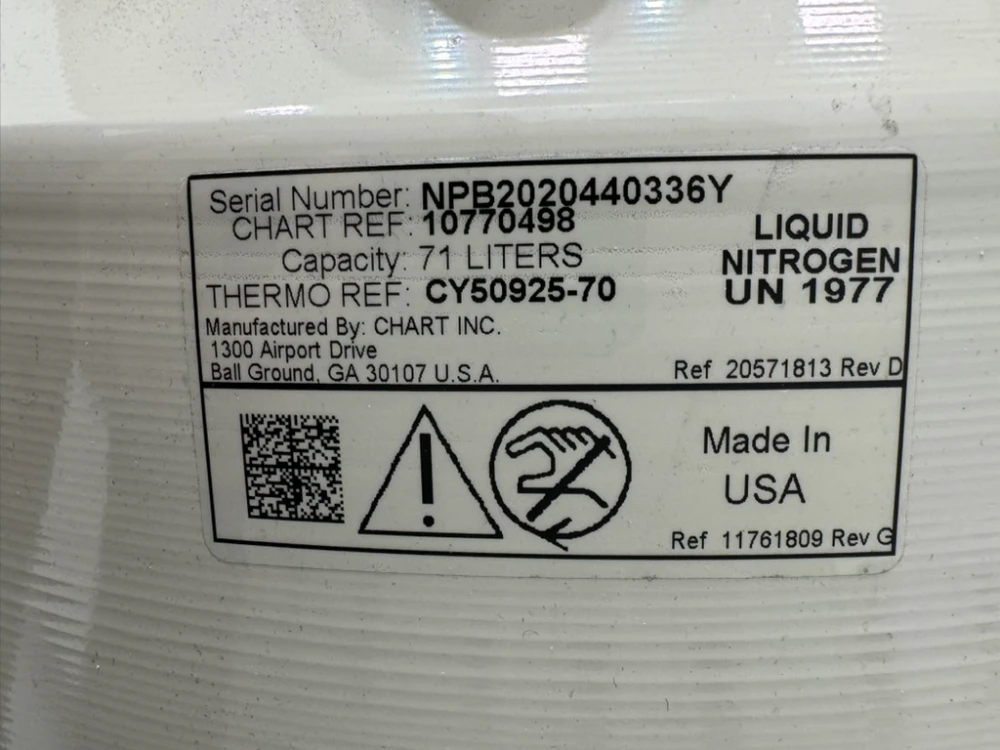 Serial Number: NPB2020440336Y
CHART REF: 10770498
Capacity: 71 LITERS
THERMO REF: CY50925-70
LIQUID
NITROGEN
UN 1977
Manufactured By: CHART INC.
1300 Airport Drive
Ball Ground, GA 30107 U.S.A.
Ref 20571813 Rev D
Made In
USA
Ref 11761809 Rev G